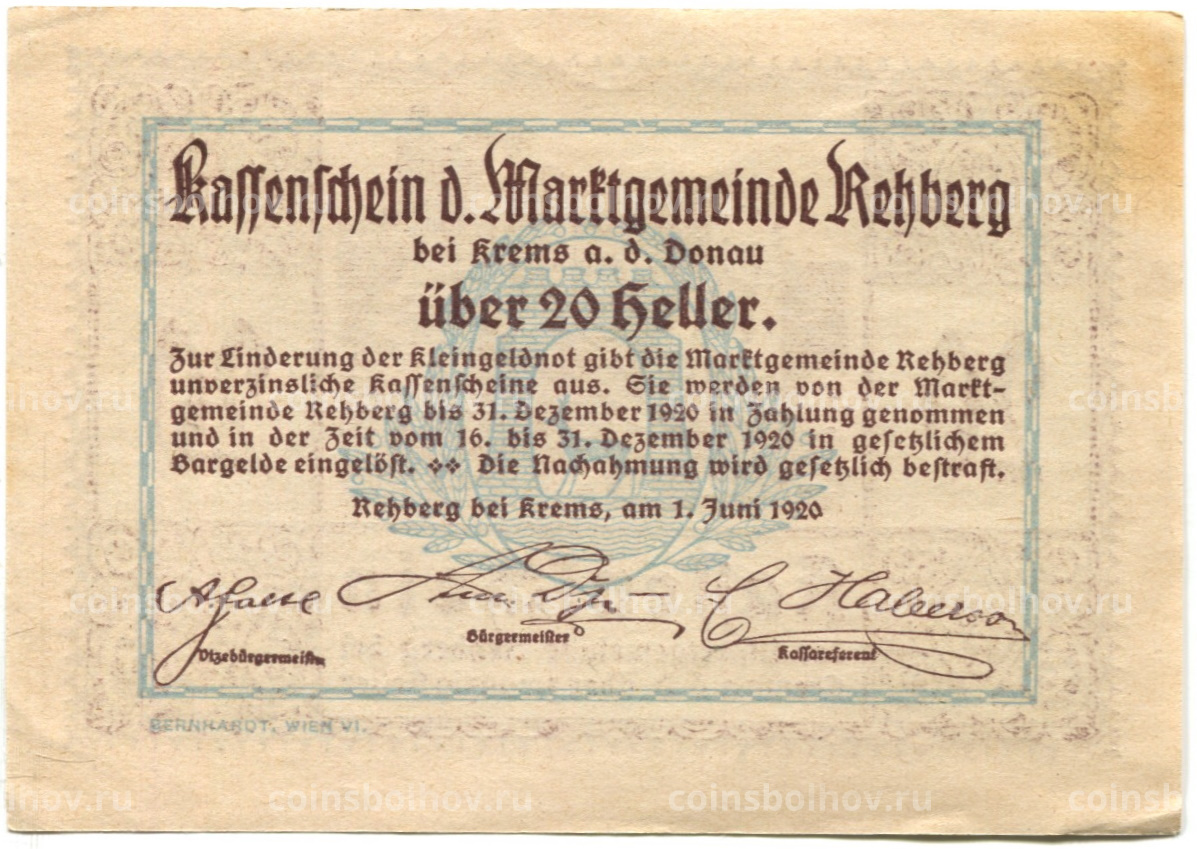 Kassenschein d. Marktgemeinde Rehberg
bei Krems a. d. Donau
über 20 Heller.
Zur Linderung der Kleingeldnot gibt die Marktgemeinde Rehberg
unverzinsliche Kassenscheine aus. Sie werden von der Markt-
gemeinde Rehberg bis 31. Dezember 1920 in Zahlung genommen
und in der Zeit vom 16. bis 31. Dezember 1920 in gesetzlichem
Bargelde eingelöst. Die Nachahmung wird gesetzlich bestraft.
Rehberg bei Krems, am 1. Juni 1920
Vizebürgermeister
Bürgermeister
Kassareferent
BERNHARDT, WIEN VI.
coinsbolhov.ru